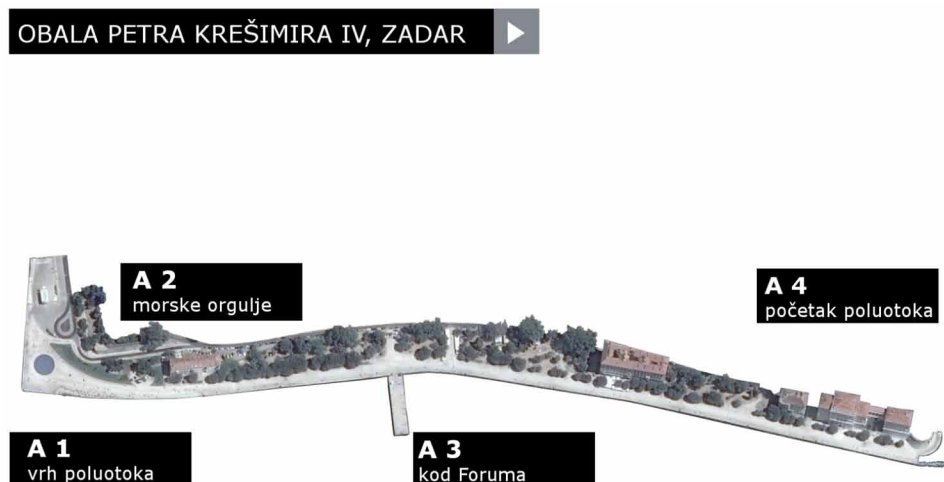 OBALA PETRA KREŠIMIRA IV, ZADAR
A 2
morske orgulje
A 4
početak poluotoka
A 1
vrh poluotoka
A 3
kod Foruma